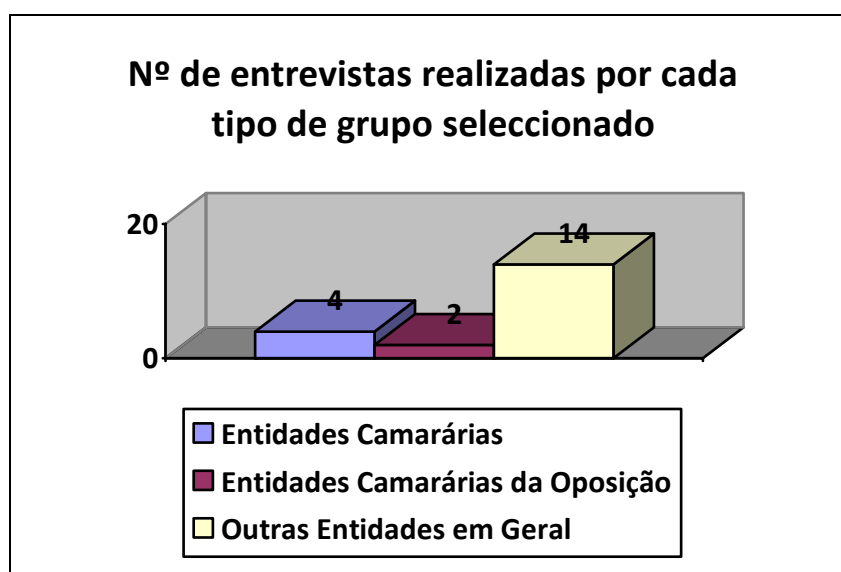 Nº de entrevistas realizadas por cada
tipo de grupo seleccionado
20
14
4
2
0
Entidades Camarárias
Entidades Camarárias da Oposição
Outras Entidades em Geral